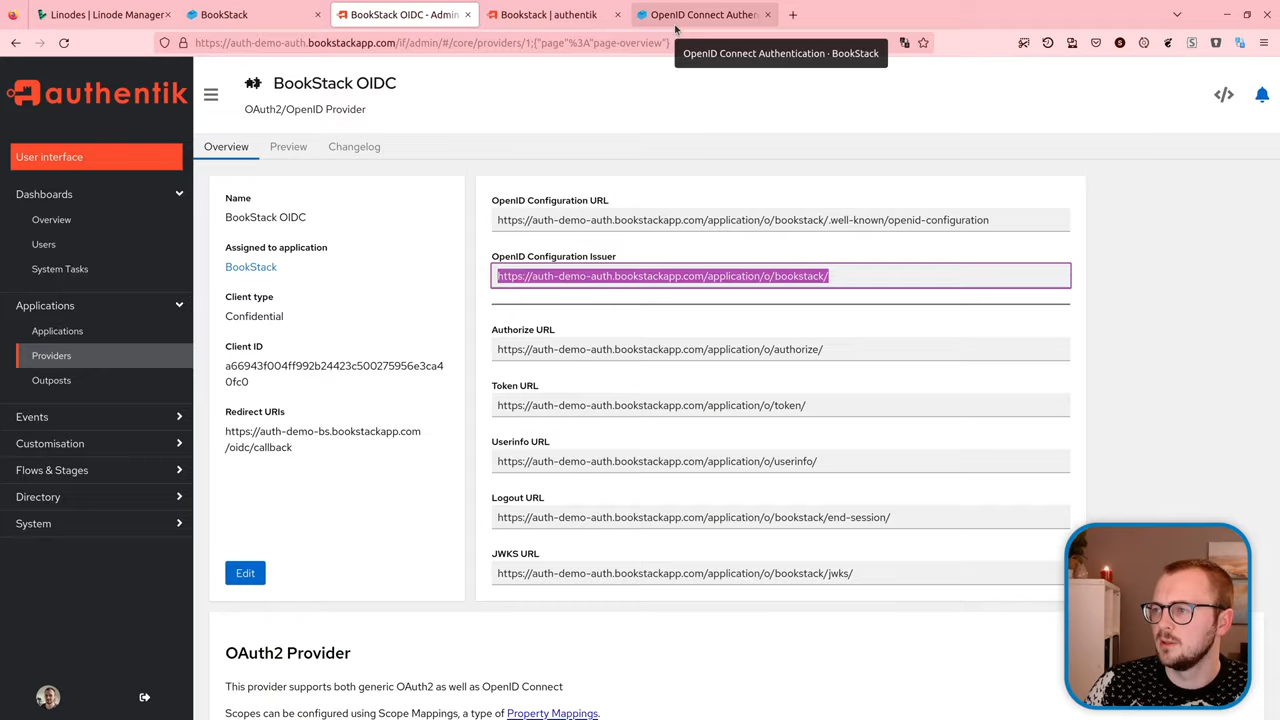 Linodes | Linode Manager
BookStack
BookStack OIDC - Admin
Bookstack | authentik
OpenID Connect Authen
https://auth-demo-auth.bookstackapp.com/if/admin/#/core/providers/1;{"page"%3A"page-overview"}
OpenID Connect Authentication · BookStack
authentik
BookStack OIDC
OAuth2/OpenID Provider
User interface
Dashboards
Overview
Users
System Tasks
Applications
Applications
Providers
Outposts
Events
Customisation
Flows & Stages
Directory
System
Overview
Preview
Changelog
Name
BookStack OIDC
Assigned to application
BookStack
Client type
Confidential
Client ID
a66943f004ff992b24423c500275956e3ca4
0fc0
Redirect URIs
https://auth-demo-bs.bookstackapp.com
/oidc/callback
Edit
OpenID Configuration URL
https://auth-demo-auth.bookstackapp.com/application/o/bookstack/.well-known/openid-configuration
OpenID Configuration Issuer
https://auth-demo-auth.bookstackapp.com/application/o/bookstack/
Authorize URL
https://auth-demo-auth.bookstackapp.com/application/o/authorize/
Token URL
https://auth-demo-auth.bookstackapp.com/application/o/token/
Userinfo URL
https://auth-demo-auth.bookstackapp.com/application/o/userinfo/
Logout URL
https://auth-demo-auth.bookstackapp.com/application/o/bookstack/end-session/
JWKS URL
https://auth-demo-auth.bookstackapp.com/application/o/bookstack/jwks/
OAuth2 Provider
This provider supports both generic OAuth2 as well as OpenID Connect
Scopes can be configured using Scope Mappings, a type of Property Mappings.